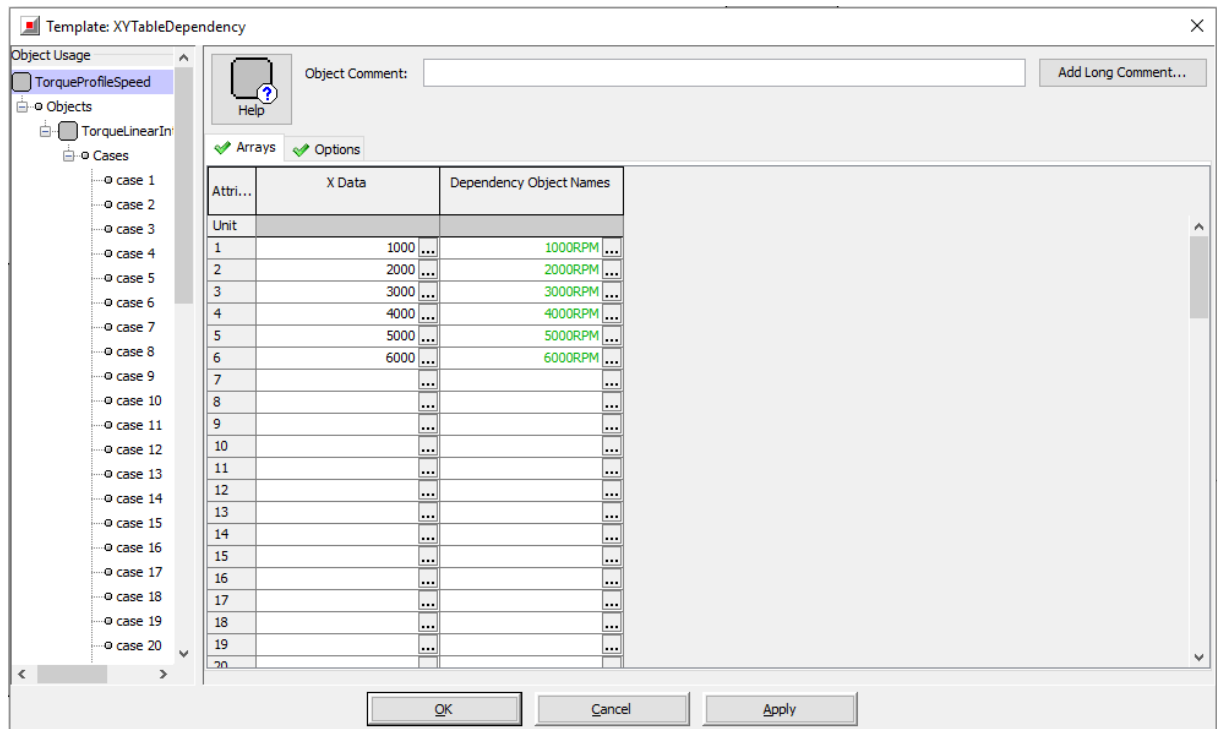 Template: XYTableDependency
Object Usage
TorqueProfileSpeed
Objects
TorqueLinearIn
Cases
case 1
case 2
case 3
case 4
case 5
case 6
case 7
case 8
case 9
case 10
case 11
case 12
case 13
case 14
case 15
case 16
case 17
case 18
case 19
case 20
Help
Object Comment:
Add Long Comment...
Arrays Options
Attri... X Data Dependency Object Names
Unit
1 1000 ... 1000RPM ...
2 2000 ... 2000RPM ...
3 3000 ... 3000RPM ...
4 4000 ... 4000RPM ...
5 5000 ... 5000RPM ...
6 6000 ... 6000RPM ...
7 ... ...
8 ... ...
9 ... ...
10 ... ...
11 ... ...
12 ... ...
13 ... ...
14 ... ...
15 ... ...
16 ... ...
17 ... ...
18 ... ...
19 ... ...
20
OK Cancel Apply